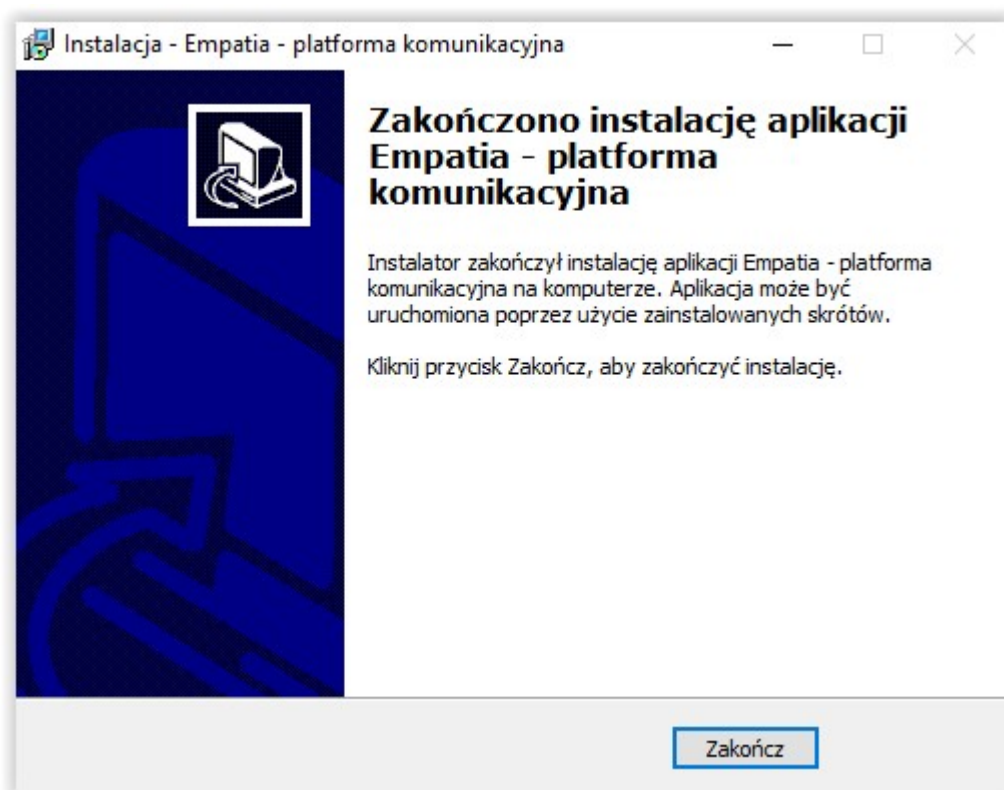 Instalacja - Empatia - platforma komunikacyjna
Zakończono instalację aplikacji
Empatia - platforma
komunikacyjna
Instalator zakończył instalację aplikacji Empatia - platforma
komunikacyjna na komputerze. Aplikacja może być
uruchomiona poprzez użycie zainstalowanych skrótów.
Kliknij przycisk Zakończ, aby zakończyć instalację.
Zakończ